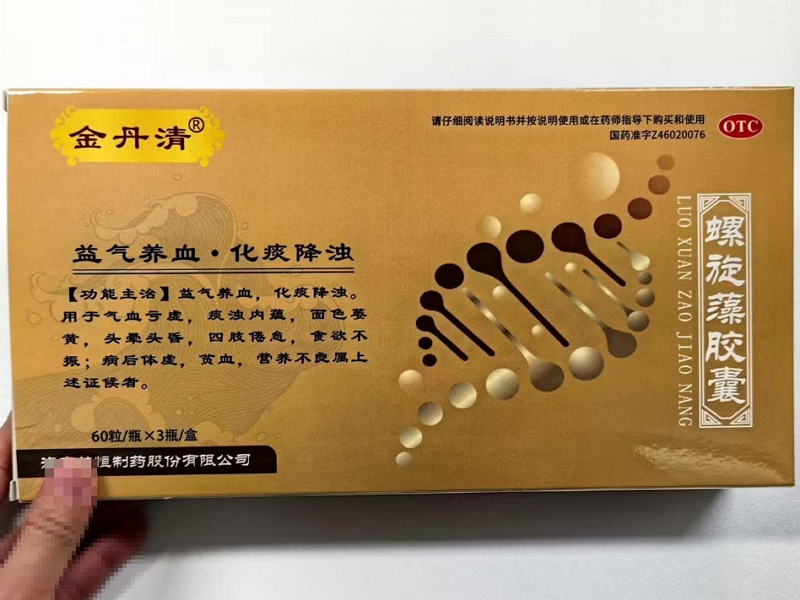 金丹清®
请仔细阅读说明书并按说明使用或在药师指导下购买和使用
国药准字Z46020076
OTC
益气养血·化痰降浊
【功能主治】益气养血，化痰降浊。
用于气血亏虚，痰浊内蕴，面色萎
黄，头晕头昏，四肢倦怠，食欲不
振；病后体虚，贫血，营养不良属上
述证候者。
60粒/瓶×3瓶/盒
恒制药股份有限公司
LUO XUAN ZAO JIAO NANG
螺旋藻胶囊